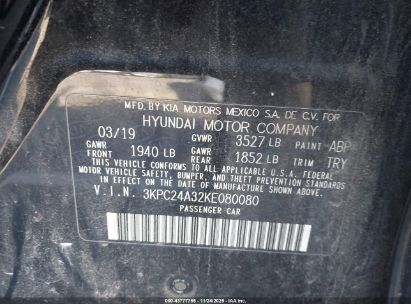 MFD. BY KIA MOTORS MEXICO S.A. DE C.V. FOR
HYUNDAI MOTOR COMPANY
03/19 GVWR 3527 LB PAINT ABP
GAWR FRONT 1940 LB GAWR REAR 1852 LB TRIM TRY
THIS VEHICLE CONFORMS TO ALL APPLICABLE U.S.A. FEDERAL
MOTOR VEHICLE SAFETY, BUMPER, AND THEFT PREVENTION
STANDARDS IN EFFECT ON THE DATE OF MANUFACTURE SHOWN ABOVE.
V.I.N. 3KPC24A32KE080080
PASSENGER CAR